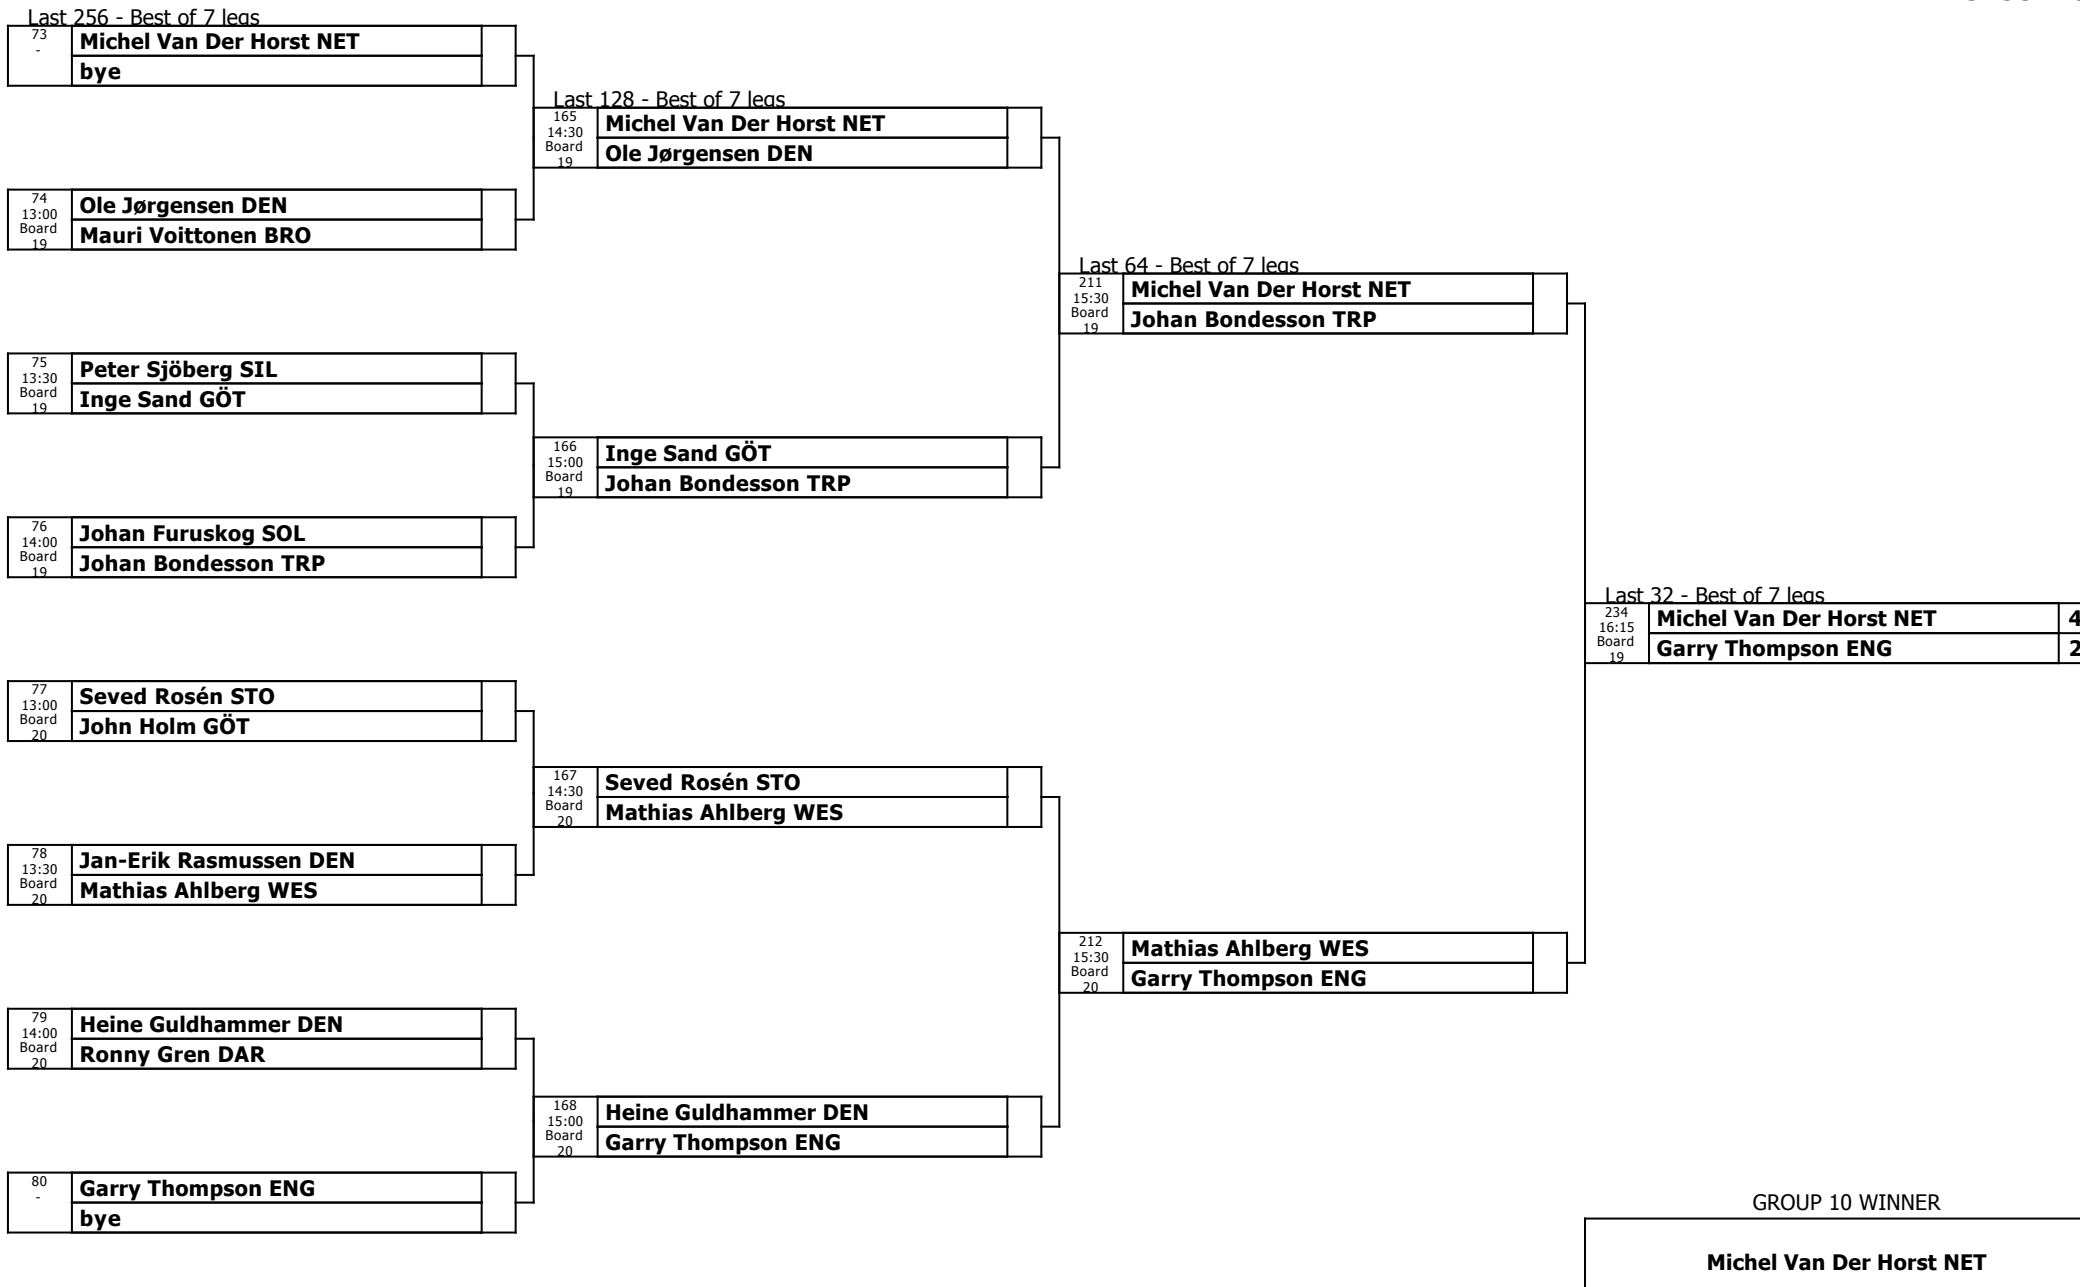 Last 256 - Best of 7 legs
73
-
Michel Van Der Horst NET
bye
74
13:00
Board
19
Ole Jørgensen DEN
Mauri Voittonen BRO
75
13:30
Board
19
Peter Sjöberg SIL
Inge Sand GÖT
76
14:00
Board
19
Johan Furuskog SOL
Johan Bondesson TRP
77
13:00
Board
20
Seved Rosén STO
John Holm GÖT
78
13:30
Board
20
Jan-Erik Rasmussen DEN
Mathias Ahlberg WES
79
14:00
Board
20
Heine Guldhammer DEN
Ronny Gren DAR
80
-
Garry Thompson ENG
bye
Last 128 - Best of 7 legs
165
14:30
Board
19
Michel Van Der Horst NET
Ole Jørgensen DEN
166
15:00
Board
19
Inge Sand GÖT
Johan Bondesson TRP
167
14:30
Board
20
Seved Rosén STO
Mathias Ahlberg WES
168
15:00
Board
20
Heine Guldhammer DEN
Garry Thompson ENG
Last 64 - Best of 7 legs
211
15:30
Board
19
Michel Van Der Horst NET
Johan Bondesson TRP
212
15:30
Board
20
Mathias Ahlberg WES
Garry Thompson ENG
Last 32 - Best of 7 legs
234
16:15
Board
19
Michel Van Der Horst NET 4
Garry Thompson ENG 2
GROUP 10 WINNER
Michel Van Der Horst NET